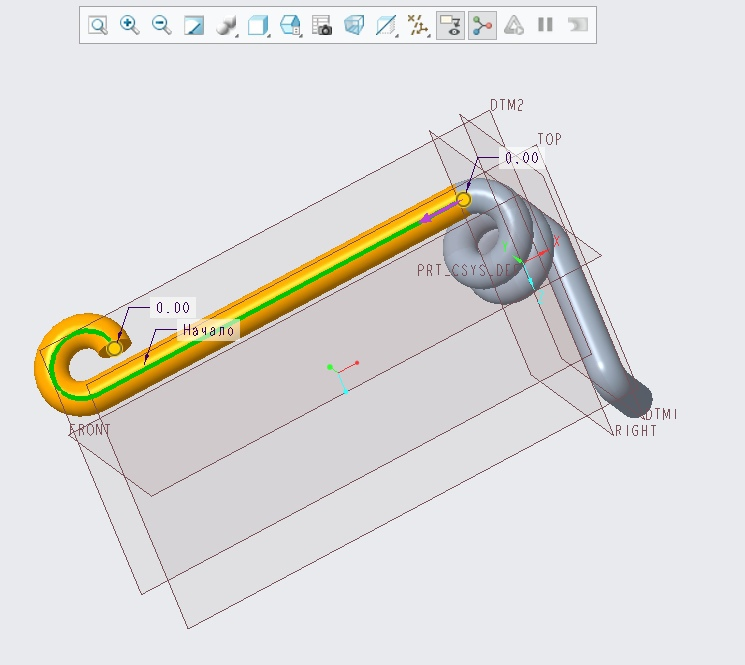 DTM2
TOP
0.00
PRT_CSYS_DEF
X
0.00
Начало
FRONT
DTM1
RIGHT